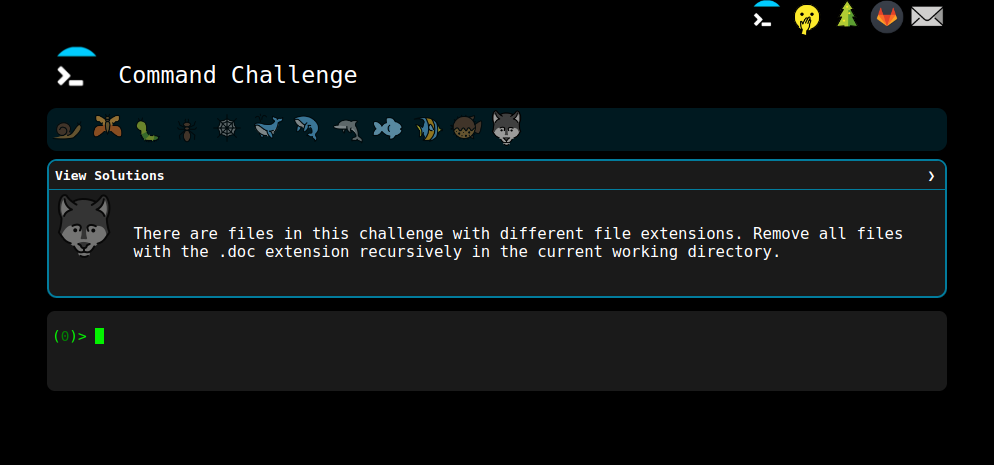 Command Challenge
View Solutions ❯
There are files in this challenge with different file extensions. Remove all files
with the .doc extension recursively in the current working directory.
(0)>